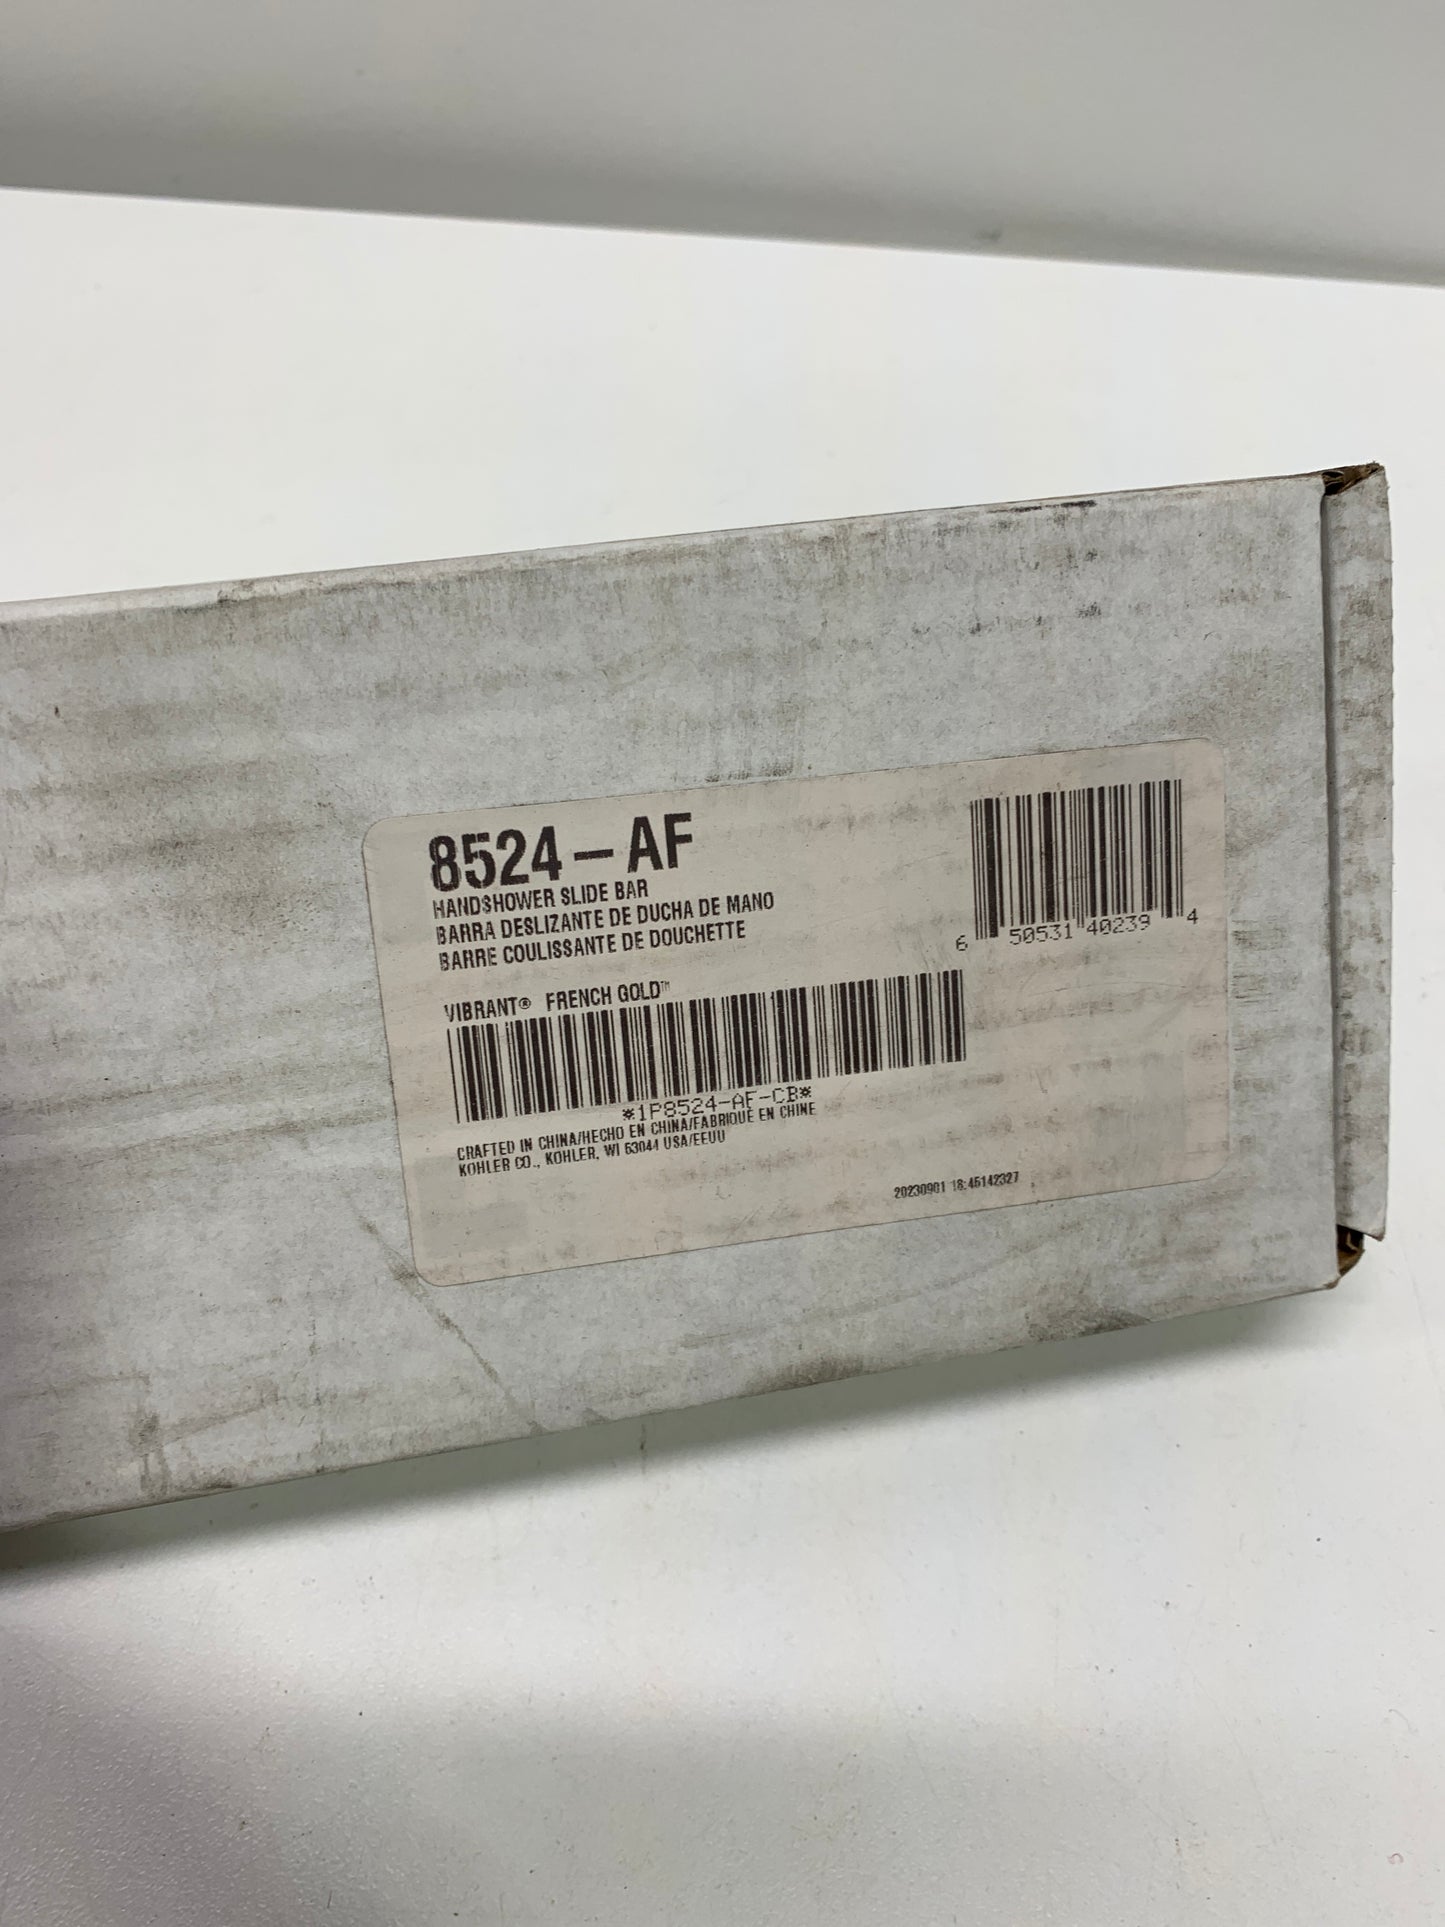 8524-AF
HANDSHOWER SLIDE BAR
BARRA DESLIZANTE DE DUCHA DE MANO
BARRE COULISSANTE DE DOUCHETTE
6 50531 40239 4
VIBRANT® FRENCH GOLD™
*1P8524-AF-CB*
CRAFTED IN CHINA/HECHO EN CHINA/FABRIQUÉ EN CHINE
KOHLER CO., KOHLER, WI 53044 USA/EEUU
20230901 18:45142327